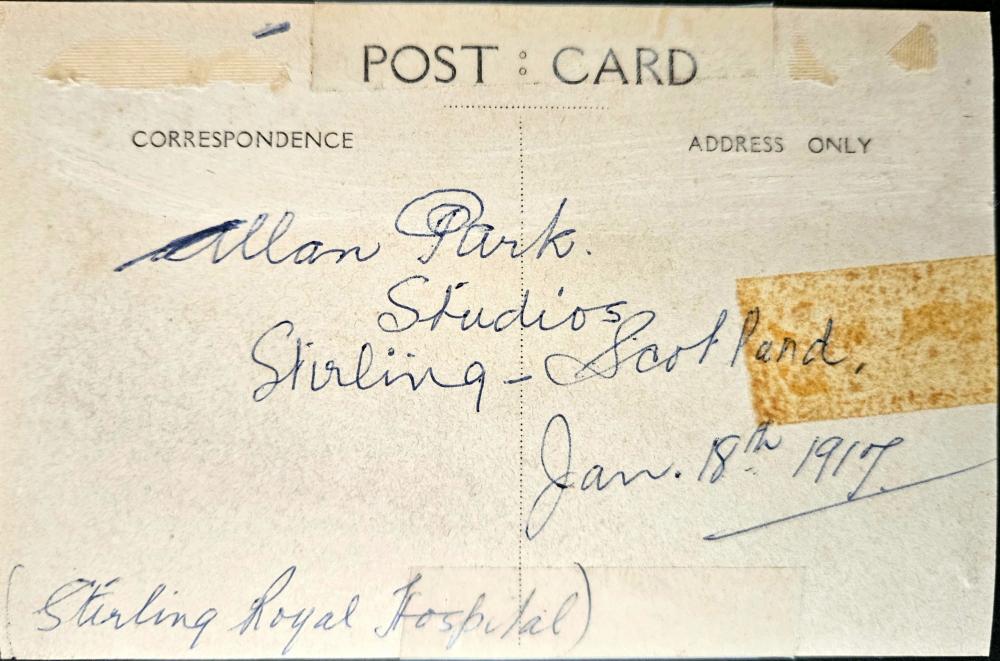 POST : CARD
CORRESPONDENCE
ADDRESS ONLY
Allan Park.
Studios
Stirling - Scotland.
Jan. 18th 1917
(Stirling Royal Hospital)